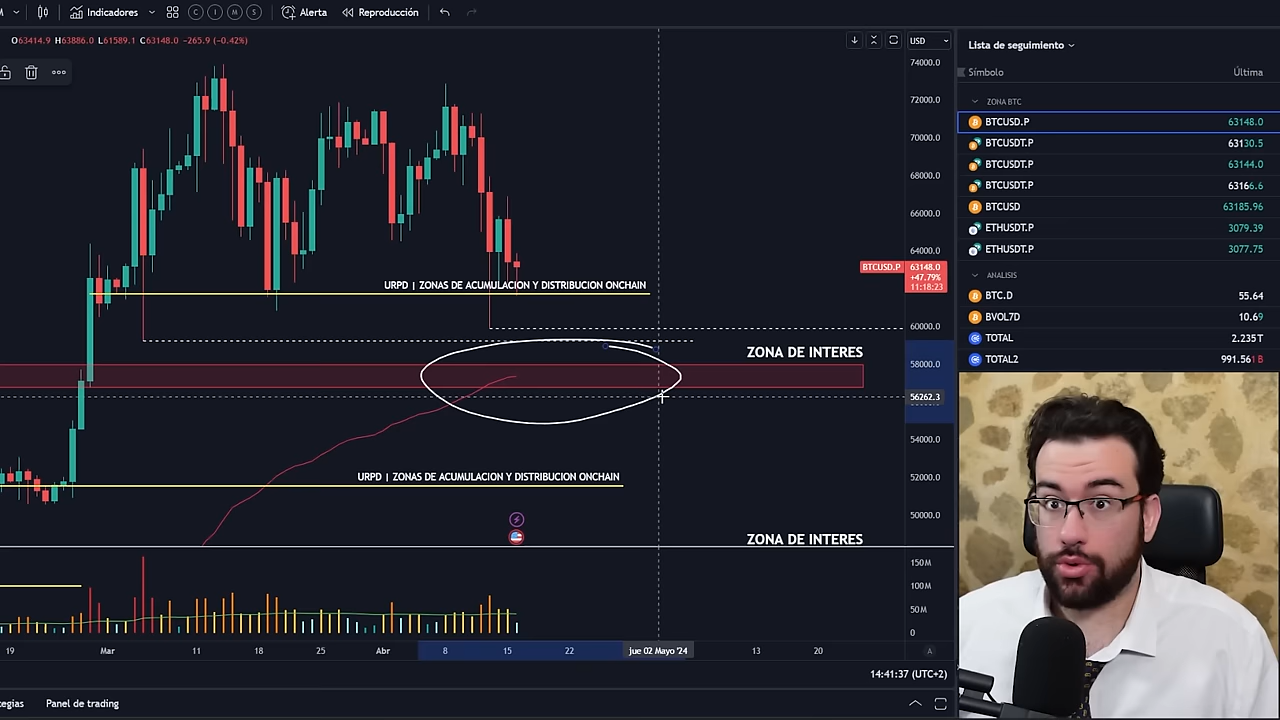 Indicadores
C I M S
Alerta
Reproducción
O63414.9 H63886.0 L61589.1 C63148.0 -265.9 (-0.42%)
USD
74000.0
72000.0
70000.0
68000.0
66000.0
64000.0
BTCUSD.P
63148.0
+47.79%
11:18:23
URPD | ZONAS DE ACUMULACION Y DISTRIBUCION ONCHAIN
60000.0
ZONA DE INTERES
58000.0
56262.3
54000.0
URPD | ZONAS DE ACUMULACION Y DISTRIBUCION ONCHAIN
52000.0
50000.0
ZONA DE INTERES
150M
100M
50M
0
19 Mar 11 18 25 Abr 8 15 22 jue 02 Mayo '24 13 20
A
14:41:37 (UTC+2)
tegias
Panel de trading
Lista de seguimiento
Símbolo Última
ZONA BTC
BTCUSD.P 63148.0
BTCUSDT.P 63130.5
BTCUSDT.P 63144.0
BTCUSDT.P 63166.6
BTCUSD 63185.96
ETHUSDT.P 3079.39
ETHUSDT.P 3077.75
ANALISIS
BTC.D 55.64
BVOL7D 10.69
TOTAL 2.235T
TOTAL2 991.561B